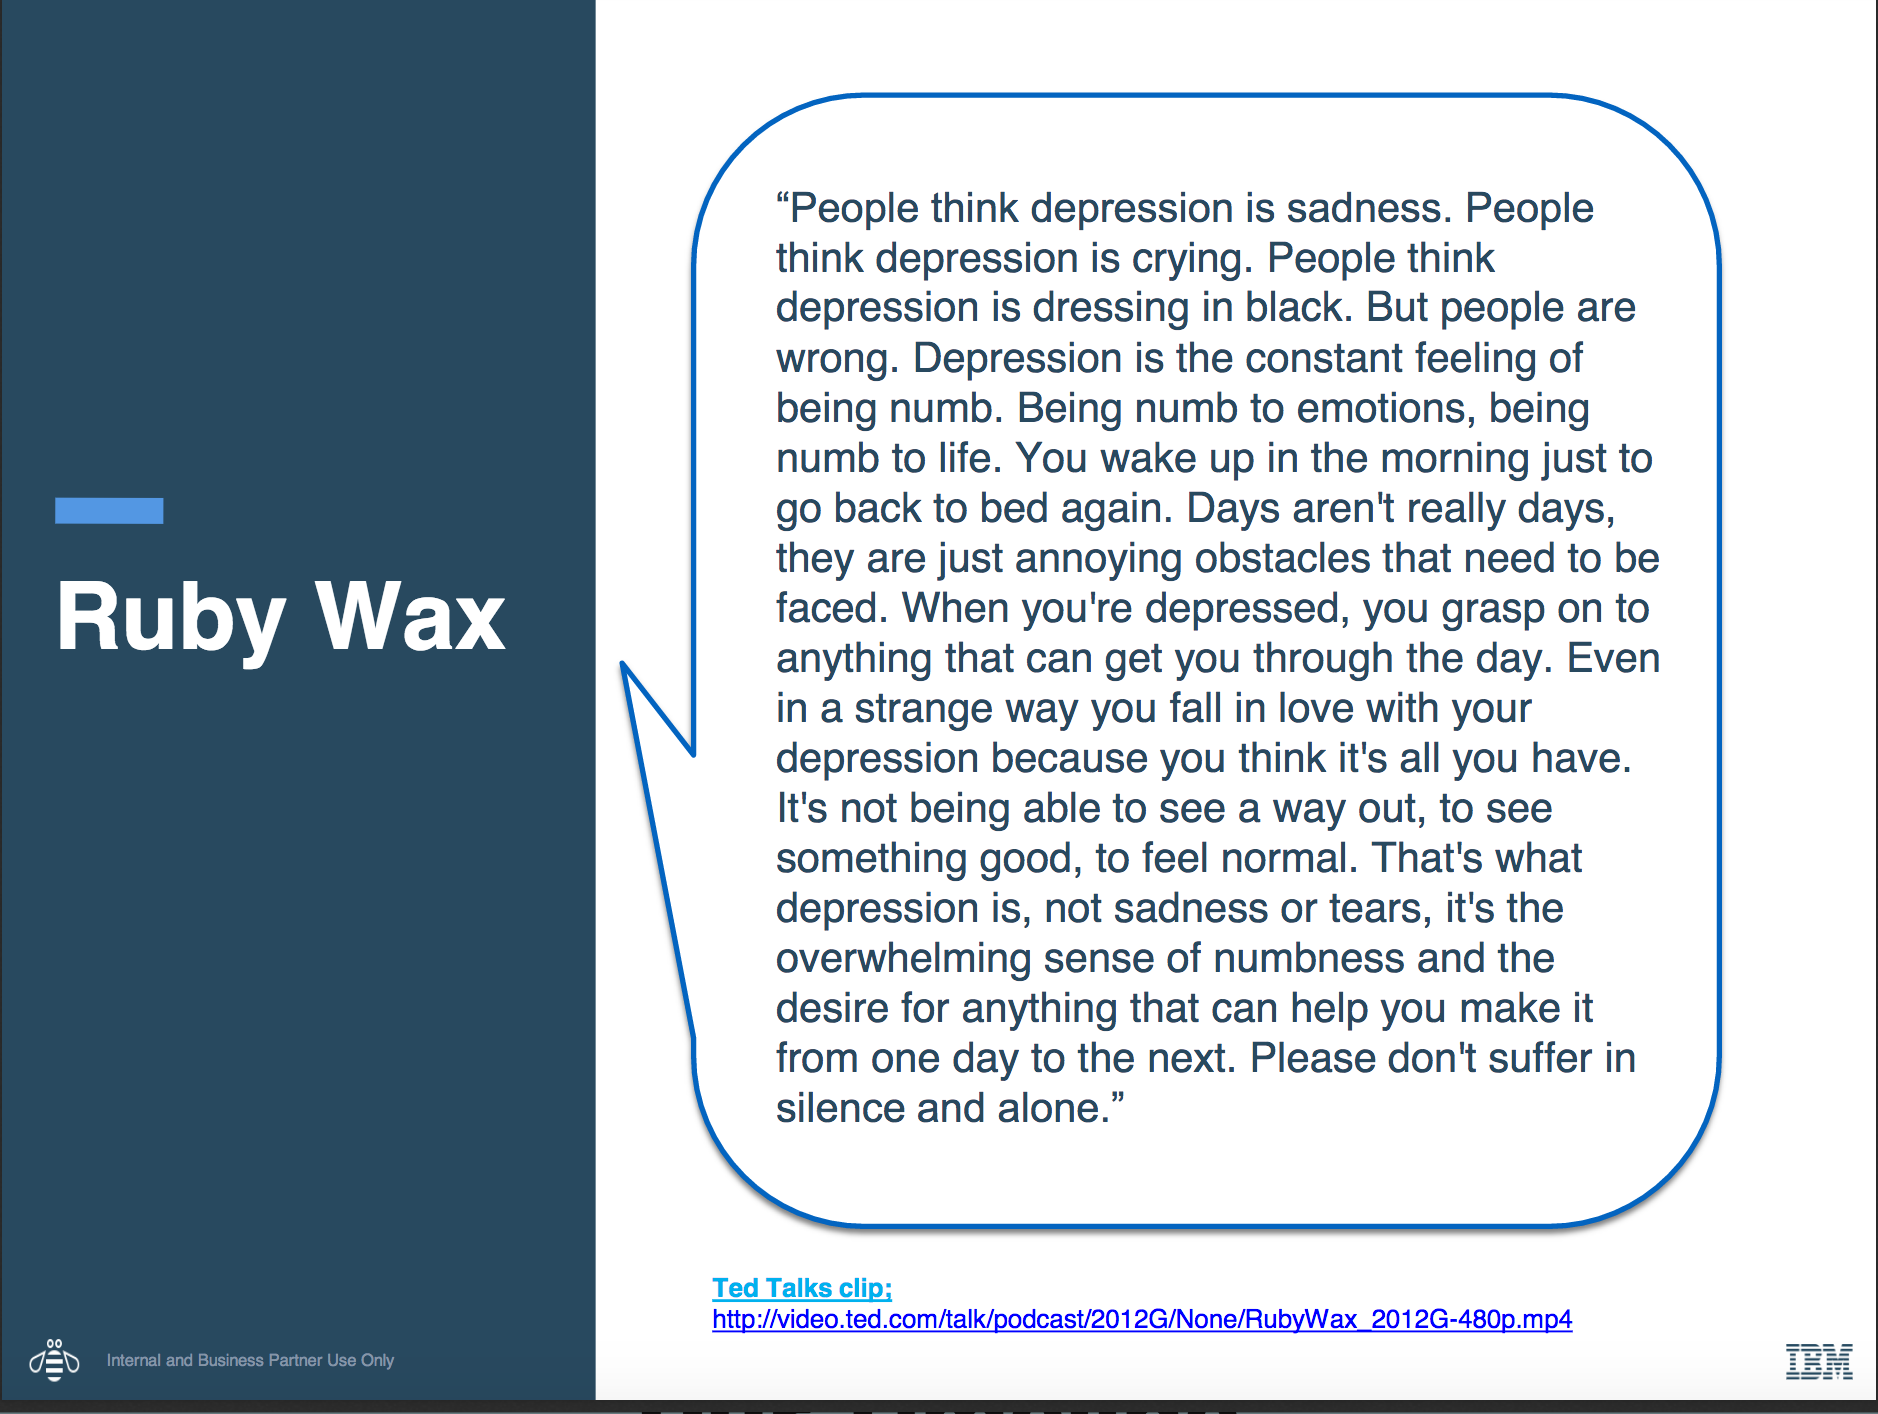 Ruby Wax
“People think depression is sadness. People
think depression is crying. People think
depression is dressing in black. But people are
wrong. Depression is the constant feeling of
being numb. Being numb to emotions, being
numb to life. You wake up in the morning just to
go back to bed again. Days aren't really days,
they are just annoying obstacles that need to be
faced. When you're depressed, you grasp on to
anything that can get you through the day. Even
in a strange way you fall in love with your
depression because you think it's all you have.
It's not being able to see a way out, to see
something good, to feel normal. That's what
depression is, not sadness or tears, it's the
overwhelming sense of numbness and the
desire for anything that can help you make it
from one day to the next. Please don't suffer in
silence and alone.”
Ted Talks clip;
http://video.ted.com/talk/podcast/2012G/None/RubyWax_2012G-480p.mp4
Internal and Business Partner Use Only
IBM